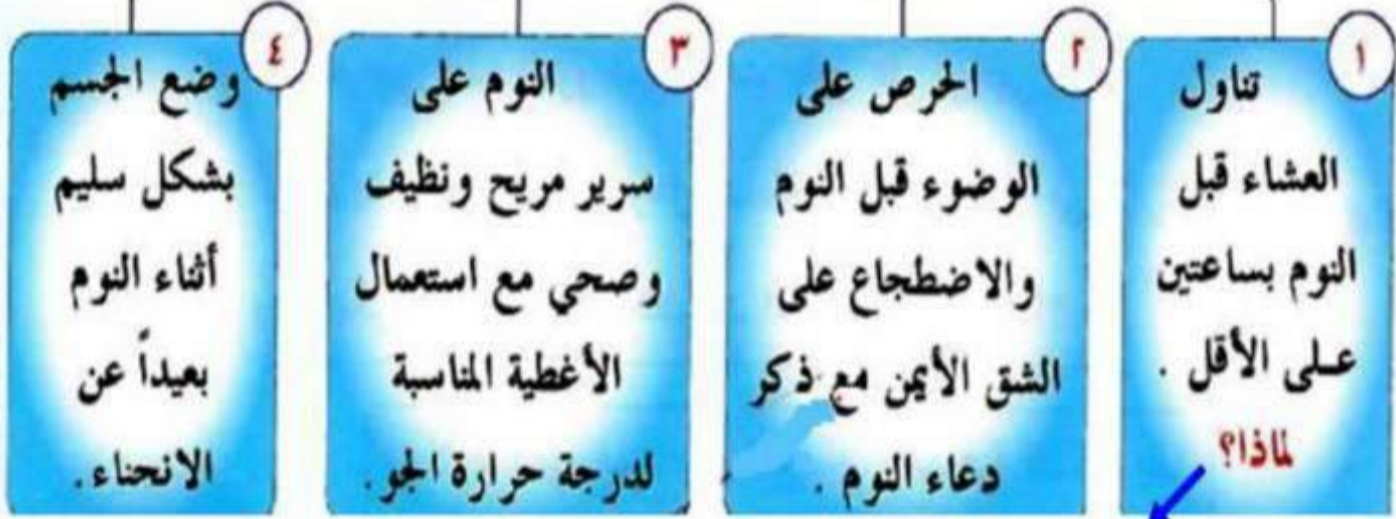 ١
تناول
العشاء قبل
النوم بساعتين
على الأقل .
لماذا؟
٢
الحرص على
الوضوء قبل النوم
والاضطجاع على
الشق الأيمن مع ذكر
دعاء النوم .
٣
النوم على
سرير مريح ونظيف
وصحي مع استعمال
الأغطية المناسبة
لدرجة حرارة الجو .
٤
وضع الجسم
بشكل سليم
أثناء النوم
بعيداً عن
الانحناء .